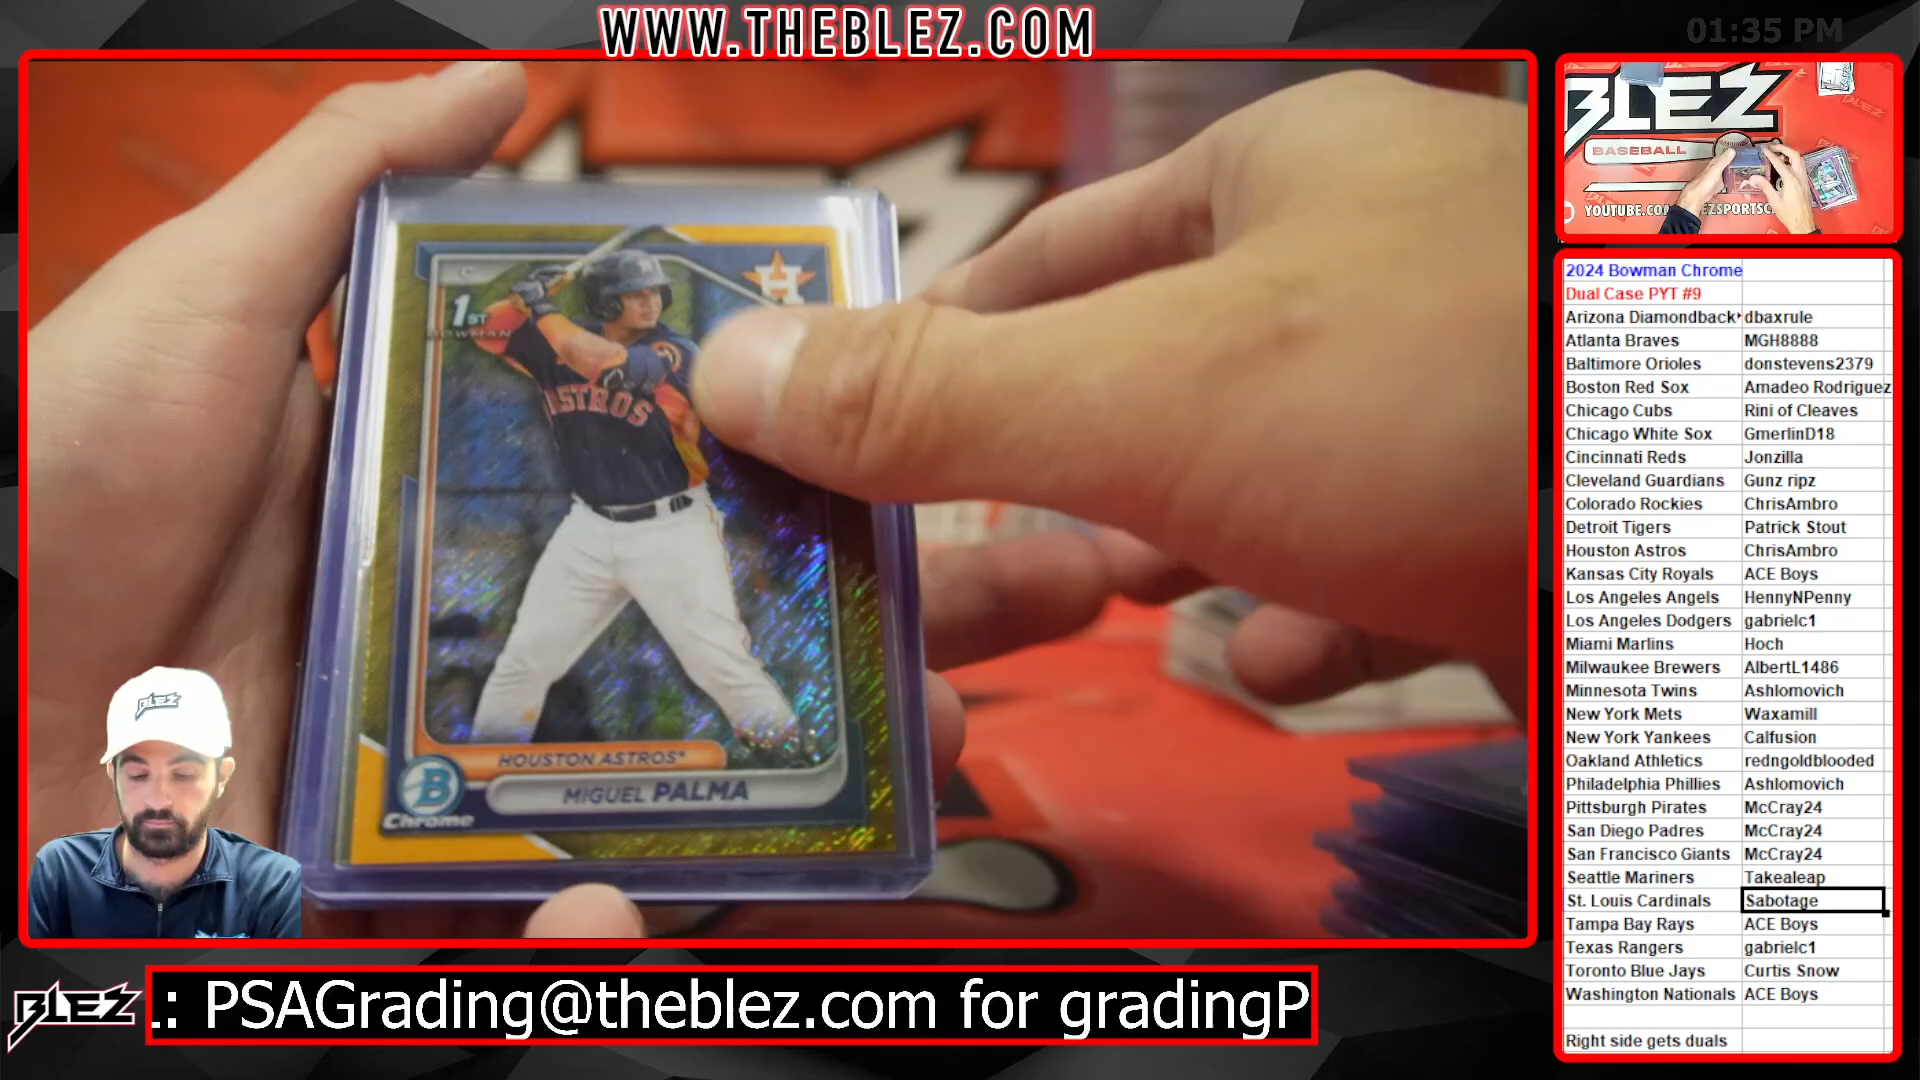 WWW.THEBLEZ.COM
01:35 PM
C
1ST
BOWMAN
H
ASTROS
HOUSTON ASTROS*
MIGUEL PALMA
B
Chrome
BLEZ
BLEZ
BASEBALL
2024 Bowman Chrome
Dual Case PYT #9
Arizona Diamondback dbaxrule
Atlanta Braves MGH8888
Baltimore Orioles donstevens2379
Boston Red Sox Amadeo Rodriguez
Chicago Cubs Rini of Cleaves
Chicago White Sox GmerlinD18
Cincinnati Reds Jonzilla
Cleveland Guardians Gunz ripz
Colorado Rockies ChrisAmbro
Detroit Tigers Patrick Stout
Houston Astros ChrisAmbro
Kansas City Royals ACE Boys
Los Angeles Angels HennyNPenny
Los Angeles Dodgers gabrielc1
Miami Marlins Hoch
Milwaukee Brewers AlbertL1486
Minnesota Twins Ashlomovich
New York Mets Waxamill
New York Yankees Calfusion
Oakland Athletics redngoldblooded
Philadelphia Phillies Ashlomovich
Pittsburgh Pirates McCray24
San Diego Padres McCray24
San Francisco Giants McCray24
Seattle Mariners Takealeap
St. Louis Cardinals Sabotage
Tampa Bay Rays ACE Boys
Texas Rangers gabrielc1
Toronto Blue Jays Curtis Snow
Washington Nationals ACE Boys
Right side gets duals
BLEZ
.: PSAGrading@theblez.com for gradingP